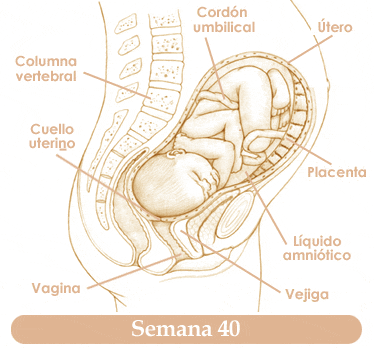 Cordón
umbilical
Útero
Columna
vertebral
Cuello
uterino
Placenta
Líquido
amniótico
Vagina
Vejiga
Semana 40